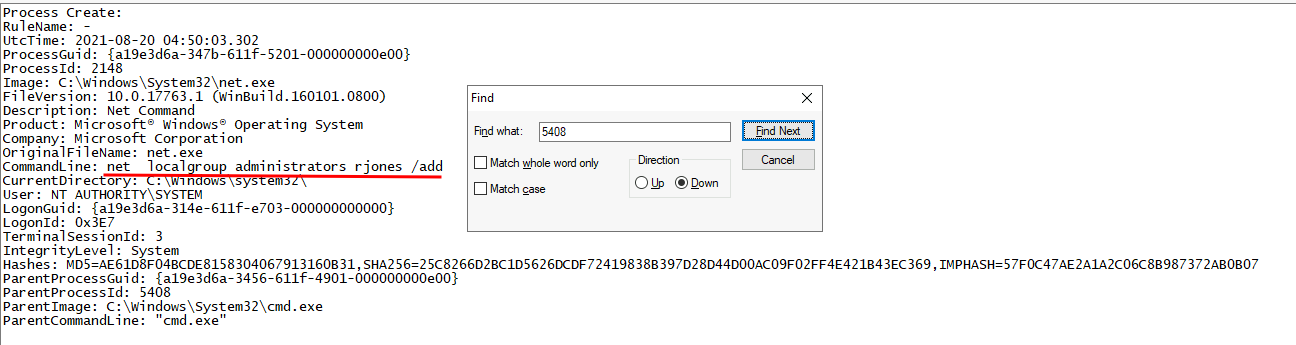 Process Create:
RuleName: -
UtcTime: 2021-08-20 04:50:03.302
ProcessGuid: {a19e3d6a-347b-611f-5201-000000000e00}
ProcessId: 2148
Image: C:\Windows\System32\net.exe
FileVersion: 10.0.17763.1 (WinBuild.160101.0800)
Description: Net Command
Product: Microsoft® Windows® Operating System
Company: Microsoft Corporation
OriginalFileName: net.exe
CommandLine: net  localgroup administrators rjones /add
CurrentDirectory: C:\Windows\system32\
User: NT AUTHORITY\SYSTEM
LogonGuid: {a19e3d6a-314e-611f-e703-000000000000}
LogonId: 0x3E7
TerminalSessionId: 3
IntegrityLevel: System
Hashes: MD5=AE61D8F04BCDE8158304067913160B31,SHA256=25C8266D2BC1D5626DCDF72419838B397D28D44D00AC09F02FF4E421B43EC369,IMPHASH=57F0C47AE2A1A2C06C8B987372AB0B07
ParentProcessGuid: {a19e3d6a-3456-611f-4901-000000000e00}
ParentProcessId: 5408
ParentImage: C:\Windows\System32\cmd.exe
ParentCommandLine: "cmd.exe"
Find
Find what: 5408 Find Next
Cancel
Match whole word only
Match case
Direction
Up Down